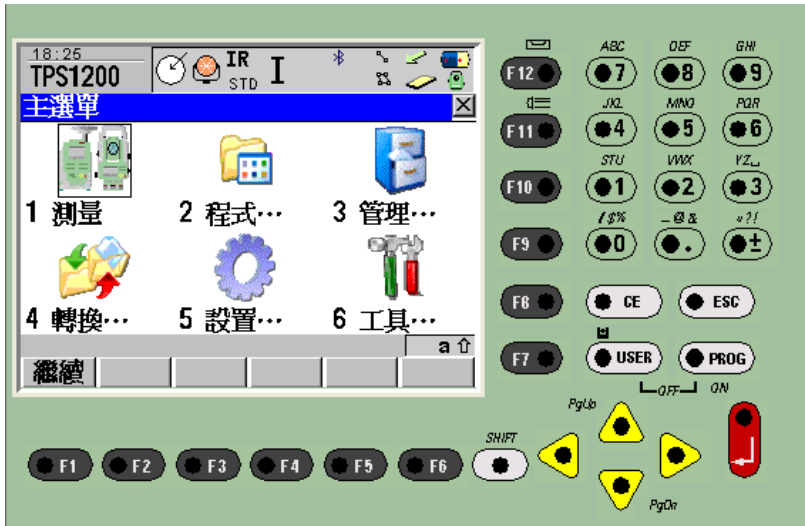 18:25
TPS1200
IR
STD
I
主選單
1 測量
2 程式…
3 管理…
4 轉換…
5 設置…
6 工具…
a
繼續
F12
ABC
DEF
GHI
7
8
9
F11
JKL
MNO
PQR
4
5
6
F10
STU
VWX
YZ
1
2
3
F9
/$%
_@&
*?!
0
.
±
F8
CE
ESC
F7
USER
PROG
OFF
ON
PgUp
SHIFT
F1
F2
F3
F4
F5
F6
PgDn